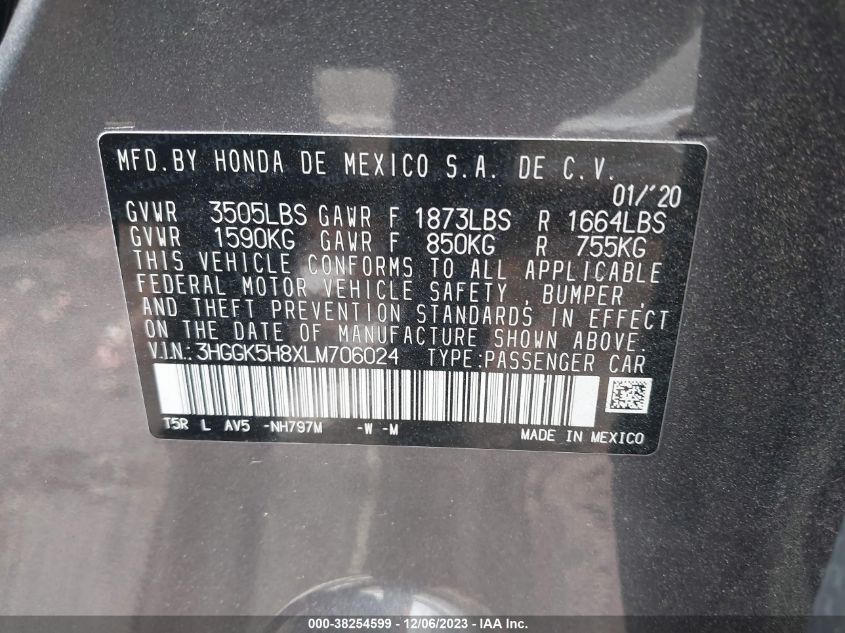 MFD.BY HONDA DE MEXICO S.A. DE C.V.
01/'20
GVWR 3505LBS GAWR F 1873LBS R 1664LBS
GVWR 1590KG GAWR F 850KG R 755KG
THIS VEHICLE CONFORMS TO ALL APPLICABLE
FEDERAL MOTOR VEHICLE SAFETY , BUMPER ,
AND THEFT PREVENTION STANDARDS IN EFFECT
ON THE DATE OF MANUFACTURE SHOWN ABOVE.
V.I.N.: 3HGGK5H8XLM706024 TYPE:PASSENGER CAR
T5R L AV5 -NH797M -W -M
MADE IN MEXICO
000-38254599 - 12/06/2023 - IAA Inc.